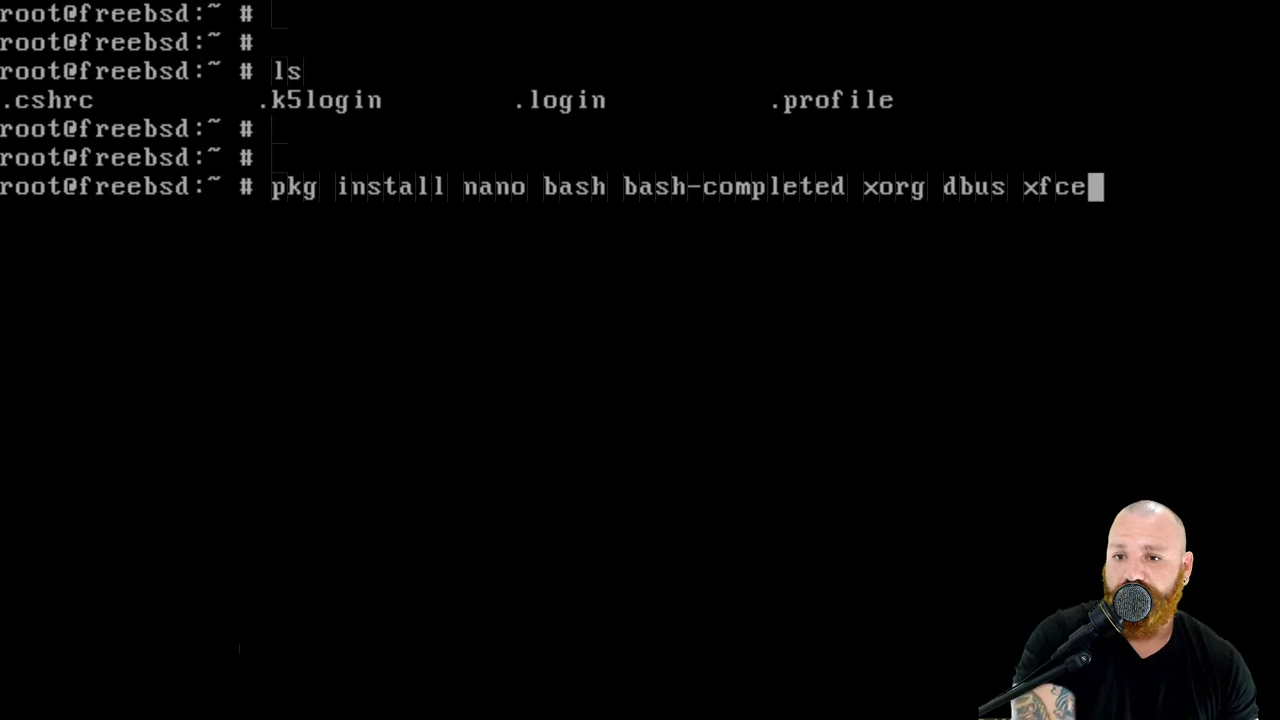 root@freebsd:~ #
root@freebsd:~ #
root@freebsd:~ # ls
.cshrc .k5login .login .profile
root@freebsd:~ #
root@freebsd:~ #
root@freebsd:~ # pkg install nano bash bash-completed xorg dbus xfce